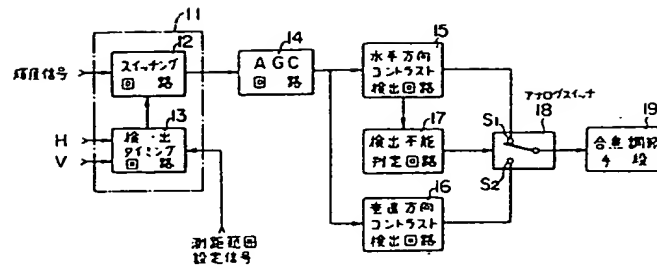 11
12
スイッチング
回 路
輝度信号
13
検 出
タイミング
回 路
H
V
測距範囲
設定信号
14
A G C
回 路
15
水平方向
コントラスト
検出回路
17
検出不能
判定回路
16
垂直方向
コントラスト
検出回路
アナログスイッチ
18
S1
S2
19
合焦調節
手 段